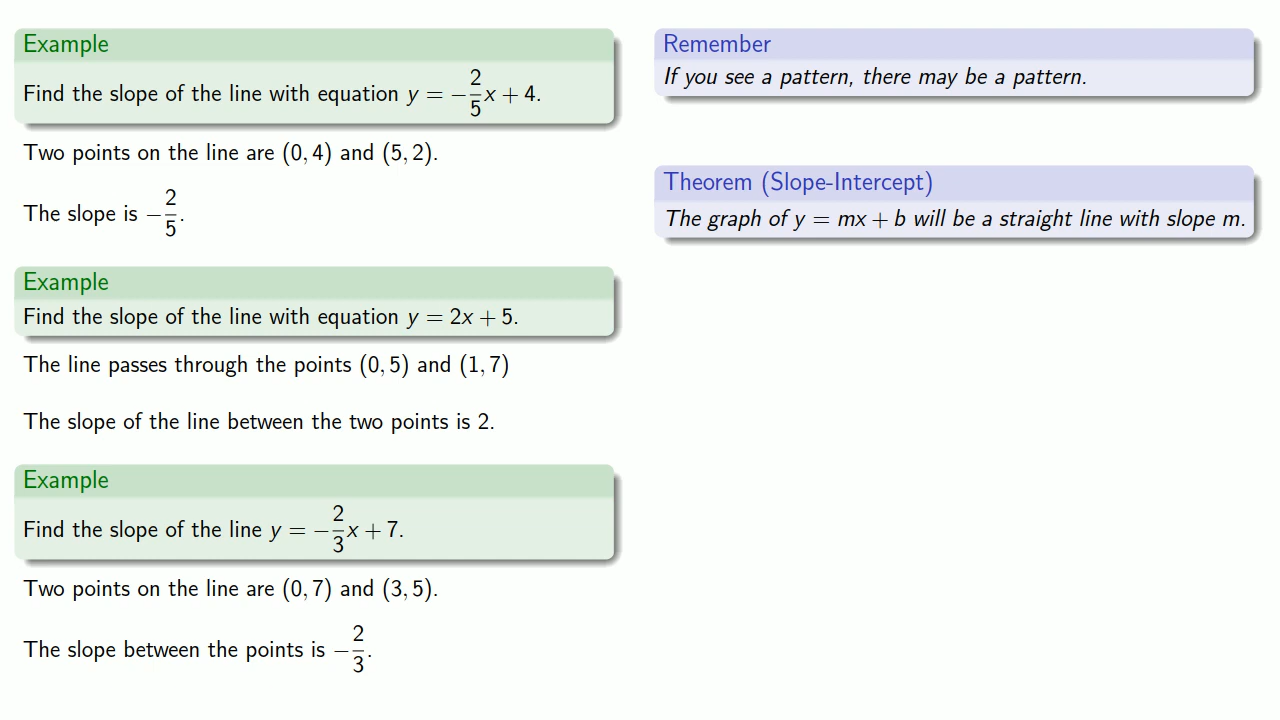 Example
Find the slope of the line with equation y = −2/5x + 4.
Two points on the line are (0, 4) and (5, 2).
The slope is −2/5.
Example
Find the slope of the line with equation y = 2x + 5.
The line passes through the points (0, 5) and (1, 7)
The slope of the line between the two points is 2.
Example
Find the slope of the line y = −2/3x + 7.
Two points on the line are (0, 7) and (3, 5).
The slope between the points is −2/3.
Remember
If you see a pattern, there may be a pattern.
Theorem (Slope-Intercept)
The graph of y = mx + b will be a straight line with slope m.